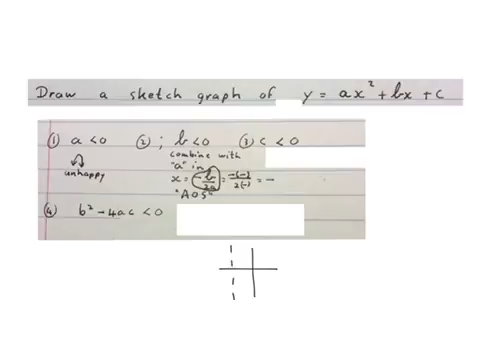 Draw a sketch graph of y = ax² + bx + c
① a < 0 ② ; b < 0 ③ c < 0
combine with
"a" in
unhappy x = -b/2a = -(-)/2(-) = -
"AOS"
④ b² - 4ac < 0